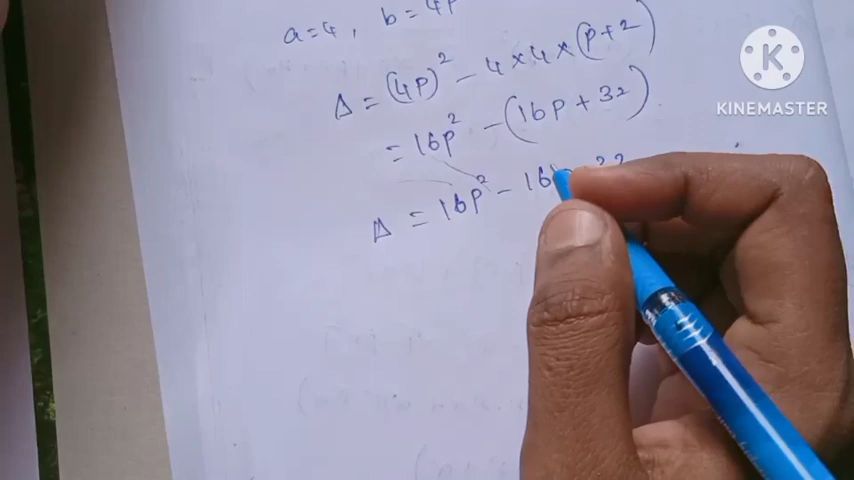 a=4, b=4p
Δ = (4p)² - 4×4×(p+2)
= 16p² - (16p + 32)
Δ = 16p² - 16
KINEMASTER